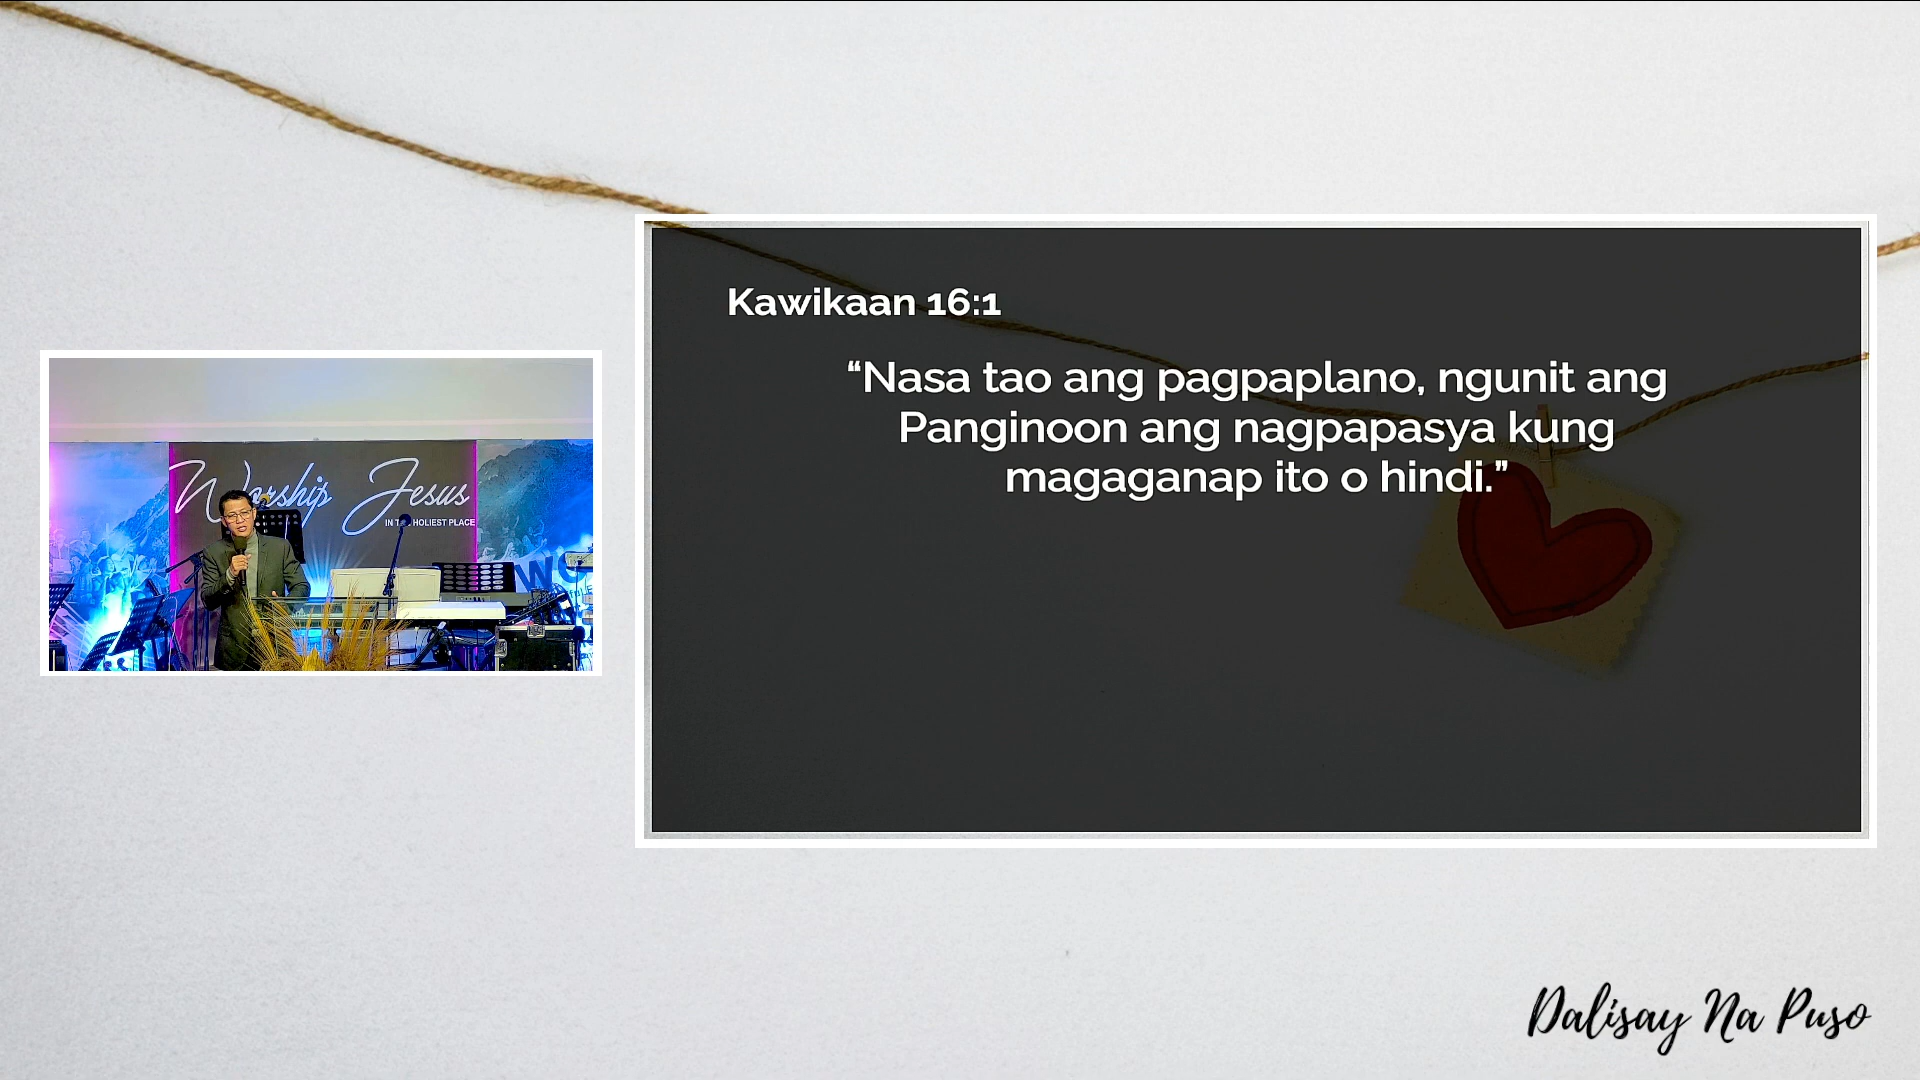 Worship Jesus
HOLIEST PLACE
Kawikaan 16:1
“Nasa tao ang pagpaplano, ngunit ang
Panginoon ang nagpapasya kung
magaganap ito o hindi.”
Dalisay Na Puso